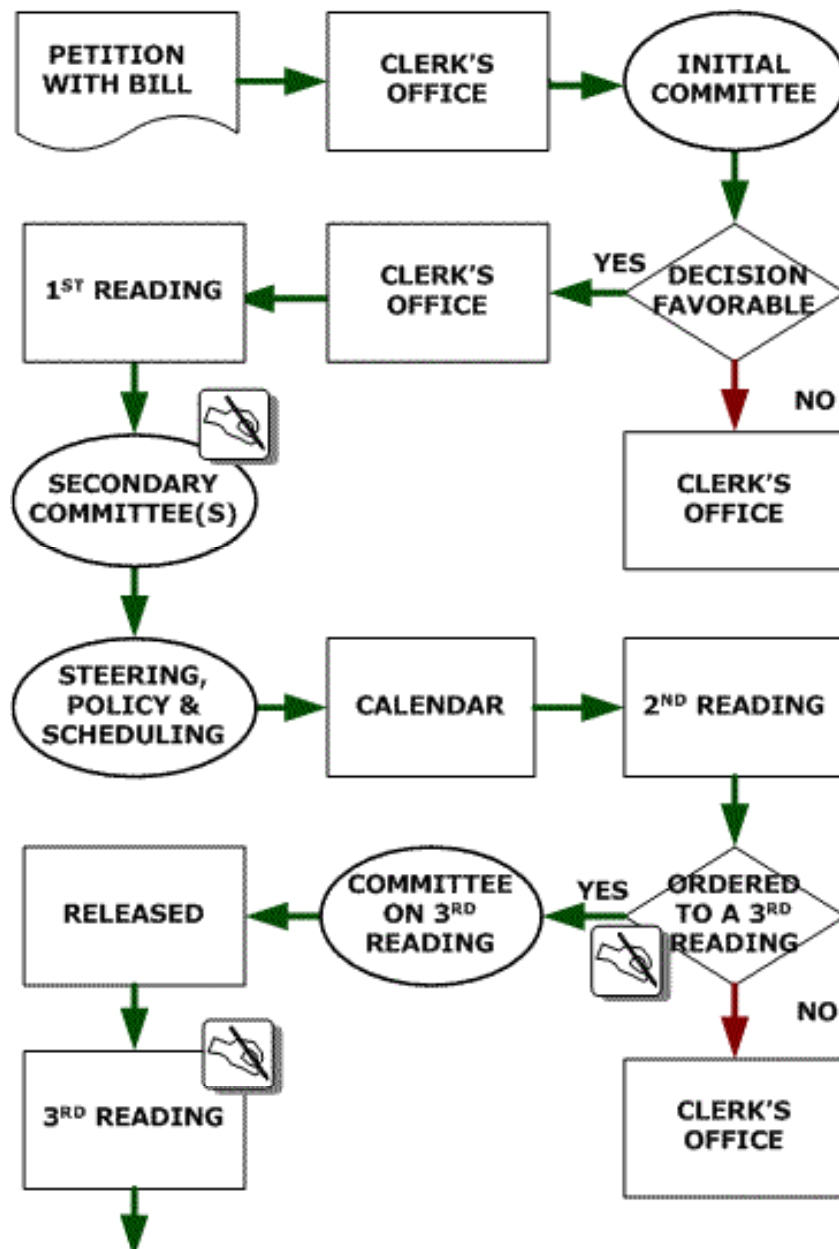 PETITION
WITH BILL
CLERK'S
OFFICE
INITIAL
COMMITTEE
1ST READING
CLERK'S
OFFICE
YES
DECISION
FAVORABLE
NO
SECONDARY
COMMITTEE(S)
CLERK'S
OFFICE
STEERING,
POLICY &
SCHEDULING
CALENDAR
2ND READING
RELEASED
COMMITTEE
ON 3RD
READING
YES
ORDERED
TO A 3RD
READING
NO
3RD READING
CLERK'S
OFFICE